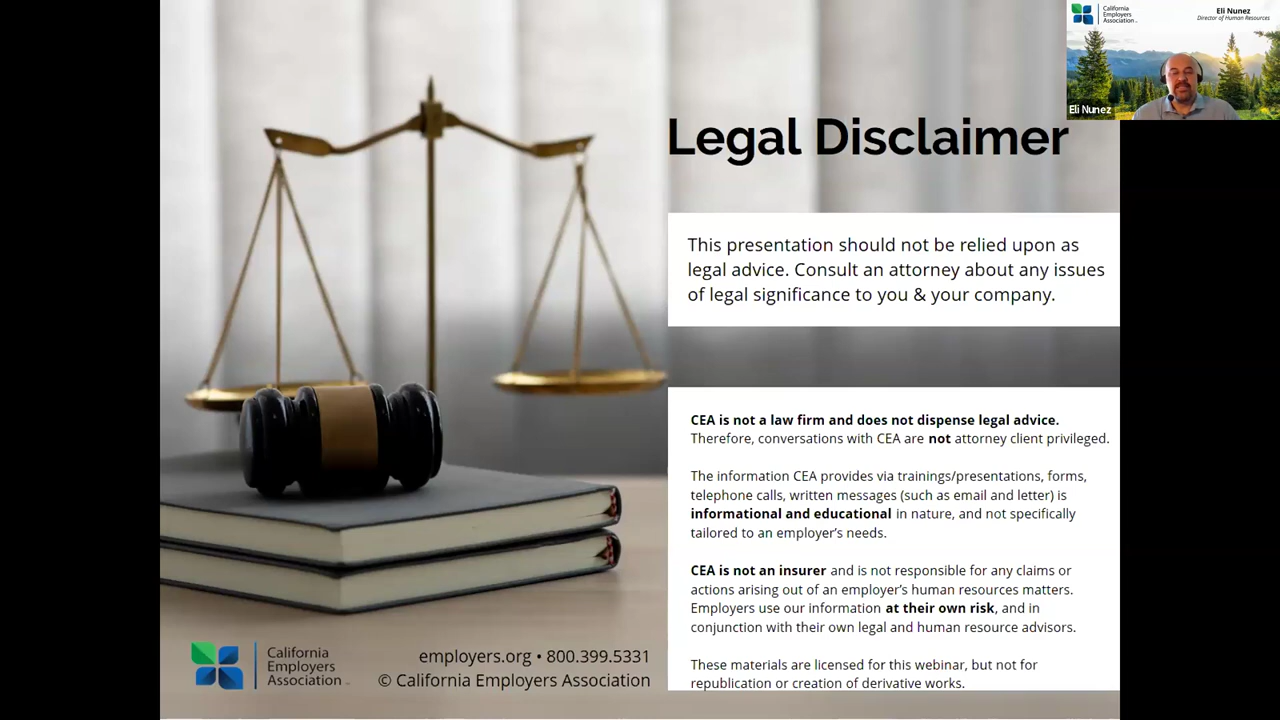 California
Employers
Association
Eli Nunez
Director of Human Resources
Eli Nunez
Legal Disclaimer
This presentation should not be relied upon as
legal advice. Consult an attorney about any issues
of legal significance to you & your company.
CEA is not a law firm and does not dispense legal advice.
Therefore, conversations with CEA are not attorney client privileged.
The information CEA provides via trainings/presentations, forms,
telephone calls, written messages (such as email and letter) is
informational and educational in nature, and not specifically
tailored to an employer’s needs.
CEA is not an insurer and is not responsible for any claims or
actions arising out of an employer’s human resources matters.
Employers use our information at their own risk, and in
conjunction with their own legal and human resource advisors.
These materials are licensed for this webinar, but not for
republication or creation of derivative works.
California
Employers
Association
employers.org • 800.399.5331
© California Employers Association